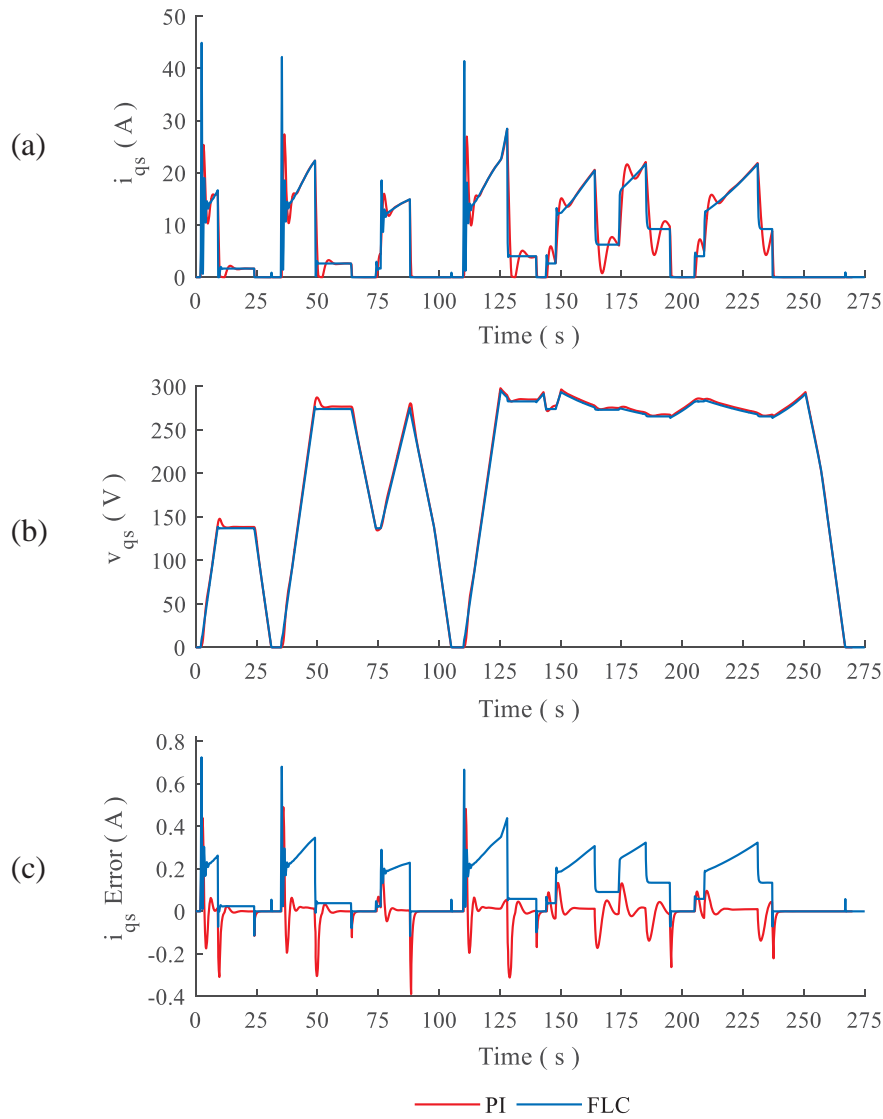 (a)
i_qs ( A )
50
40
30
20
10
0
0 25 50 75 100 125 150 175 200 225 250 275
Time ( s )
(b)
v_qs ( V )
300
250
200
150
100
50
0
0 25 50 75 100 125 150 175 200 225 250 275
Time ( s )
(c)
i_qs Error ( A )
0.8
0.6
0.4
0.2
0
-0.2
-0.4
0 25 50 75 100 125 150 175 200 225 250 275
Time ( s )
PI FLC